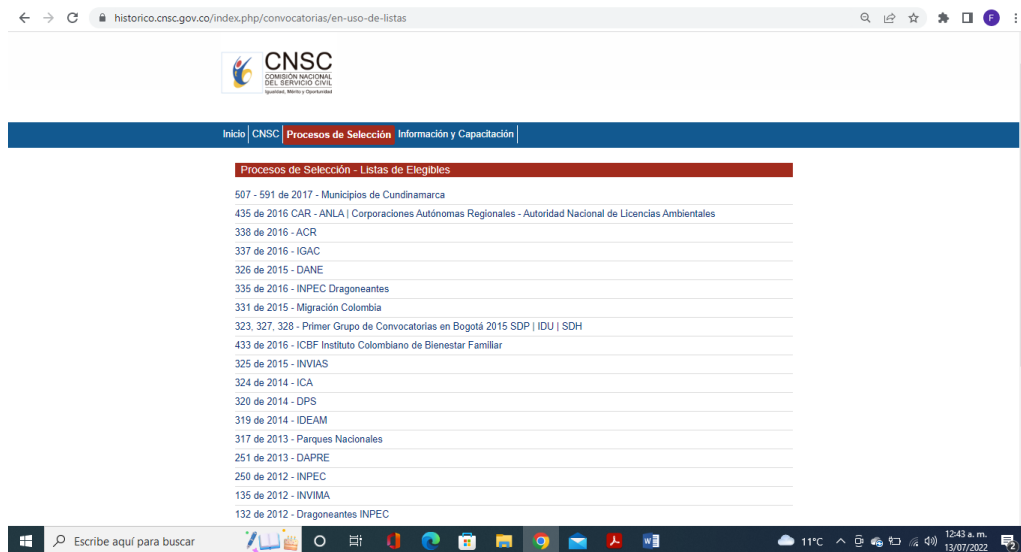 historico.cnsc.gov.co/index.php/convocatorias/en-uso-de-listas
F
CNSC
COMISIÓN NACIONAL
DEL SERVICIO CIVIL
Igualdad, Mérito y Oportunidad
Inicio CNSC Procesos de Selección Información y Capacitación
Procesos de Selección - Listas de Elegibles
507 - 591 de 2017 - Municipios de Cundinamarca
435 de 2016 CAR - ANLA | Corporaciones Autónomas Regionales - Autoridad Nacional de Licencias Ambientales
338 de 2016 - ACR
337 de 2016 - IGAC
326 de 2015 - DANE
335 de 2016 - INPEC Dragoneantes
331 de 2015 - Migración Colombia
323, 327, 328 - Primer Grupo de Convocatorias en Bogotá 2015 SDP | IDU | SDH
433 de 2016 - ICBF Instituto Colombiano de Bienestar Familiar
325 de 2015 - INVIAS
324 de 2014 - ICA
320 de 2014 - DPS
319 de 2014 - IDEAM
317 de 2013 - Parques Nacionales
251 de 2013 - DAPRE
250 de 2012 - INPEC
135 de 2012 - INVIMA
132 de 2012 - Dragoneantes INPEC
Escribe aquí para buscar
11°C
12:43 a. m.
13/07/2022
2